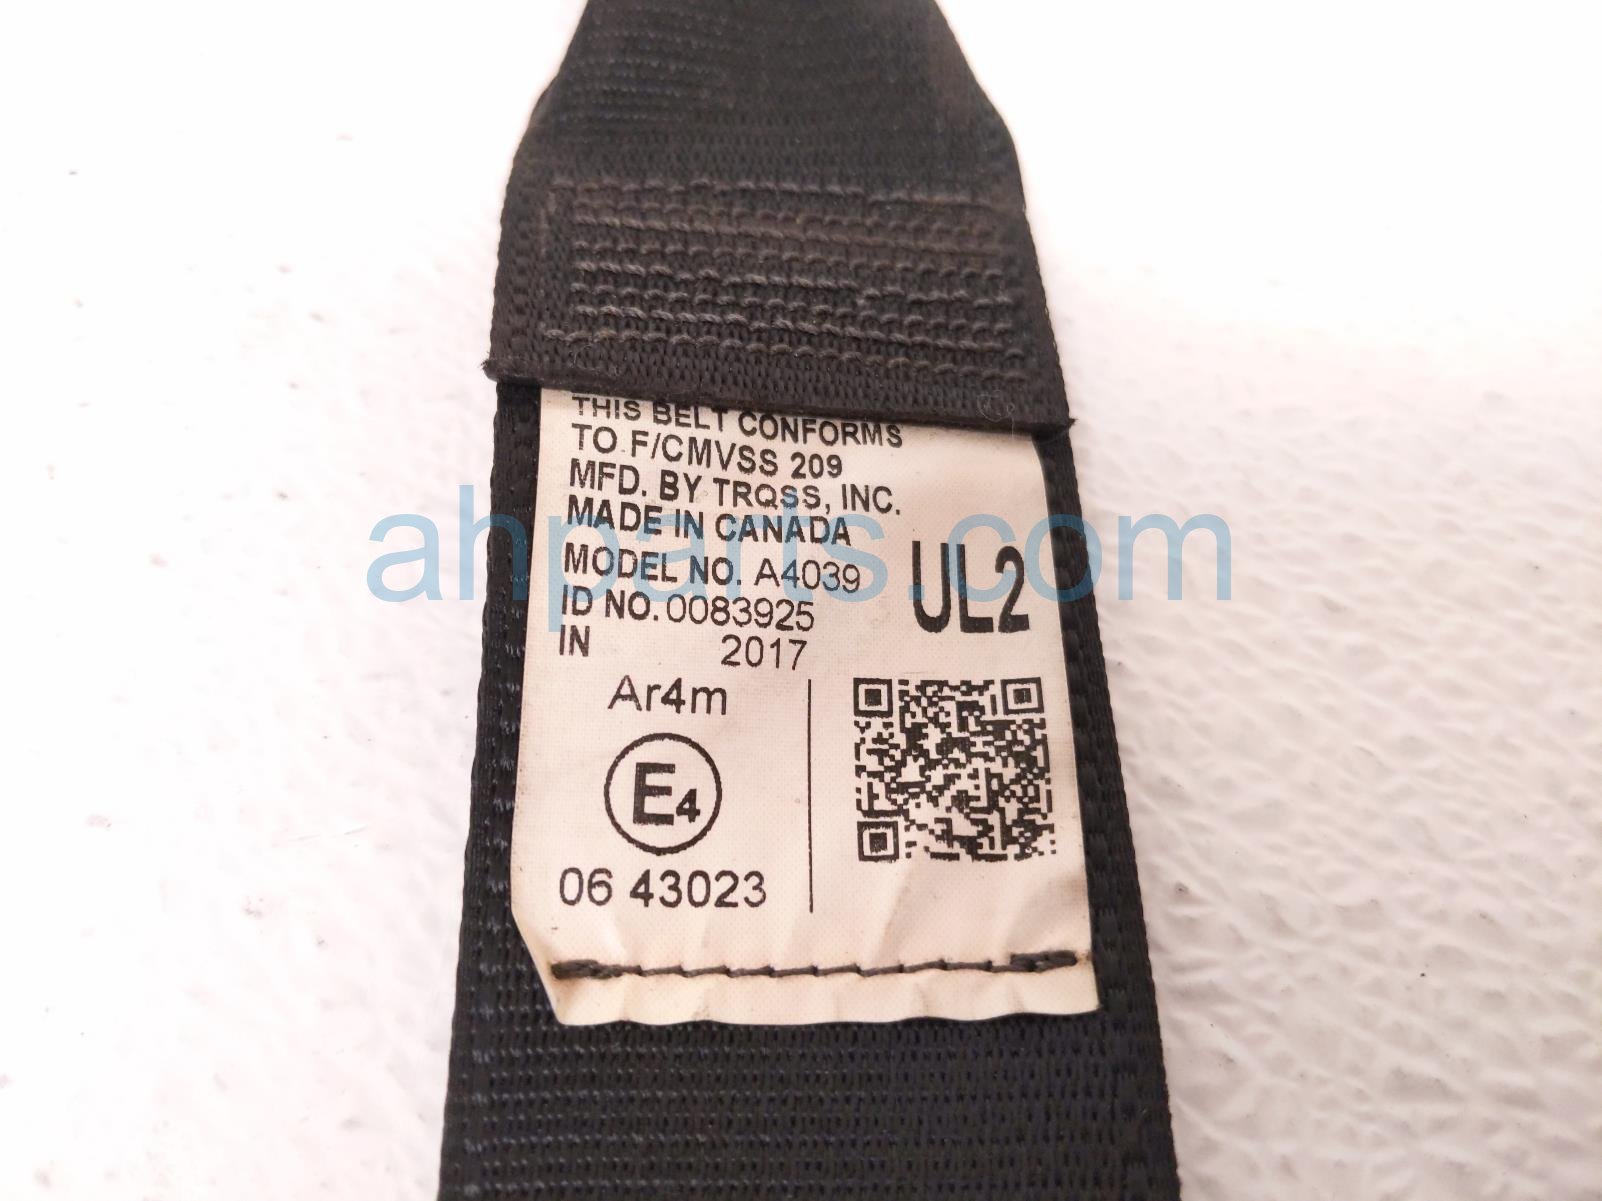 THIS BELT CONFORMS
TO F/CMVSS 209
MFD. BY TRQSS, INC.
MADE IN CANADA
MODEL NO. A4039
ID NO. 0083925
IN 2017
UL2
Ar4m
E4
06 43023
ahparts.com